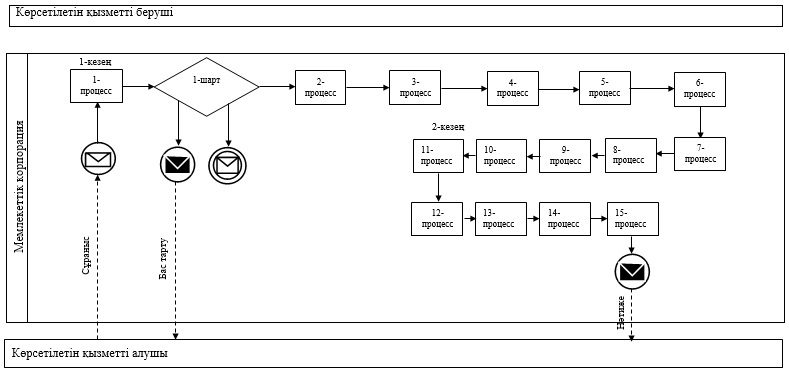 Көрсетілетін қызметті беруші
Мемлекеттік корпорация
1-кезең
1-
процесс
1-шарт
2-
процесс
3-
процесс
4-
процесс
5-
процесс
6-
процесс
7-
процесс
8-
процесс
9-
процесс
10-
процесс
2-кезең
11-
процесс
12-
процесс
13-
процесс
14-
процесс
15-
процесс
Сұраныс
Бас тарту
Нәтиже
Көрсетілетін қызметті алушы